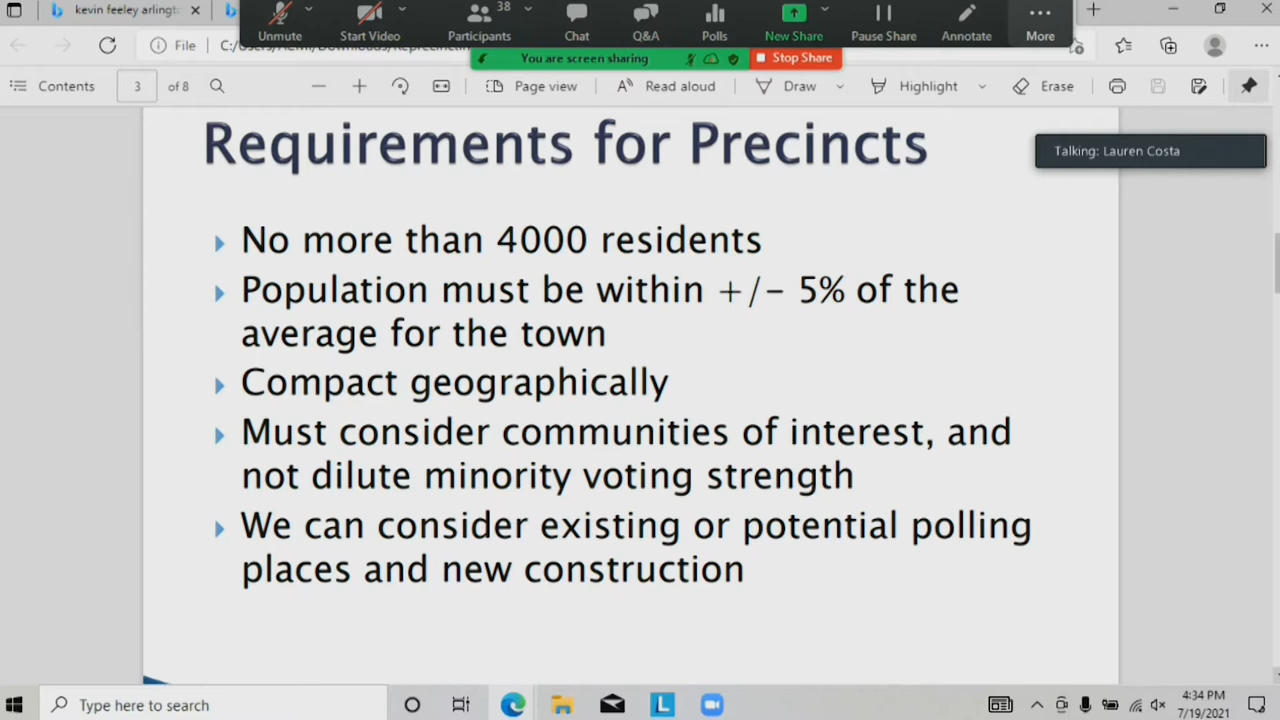 kevin feeley arlingt
38
Unmute
Start Video
Participants
Chat
Q&A
Polls
New Share
Pause Share
Annotate
More
File
You are screen sharing
Stop Share
Contents
3
of 8
Page view
Read aloud
Draw
Highlight
Erase
Requirements for Precincts
Talking: Lauren Costa
No more than 4000 residents
Population must be within +/- 5% of the
average for the town
Compact geographically
Must consider communities of interest, and
not dilute minority voting strength
We can consider existing or potential polling
places and new construction
Type here to search
L
4:34 PM
7/19/2021